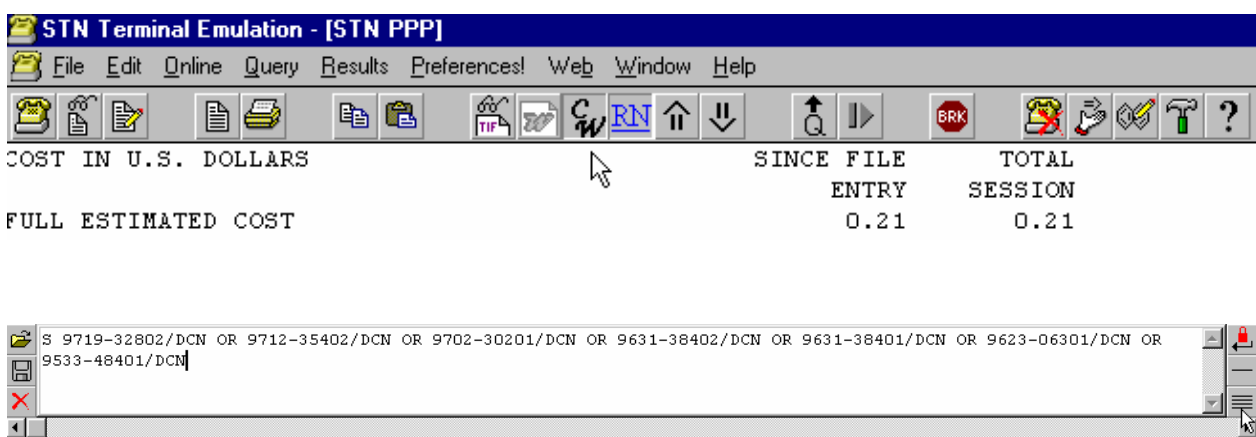 STN Terminal Emulation - [STN PPP]
File Edit Online Query Results Preferences! Web Window Help
TIF CW RN Q BRK ?
COST IN U.S. DOLLARS SINCE FILE TOTAL
ENTRY SESSION
FULL ESTIMATED COST 0.21 0.21
S 9719-32802/DCN OR 9712-35402/DCN OR 9702-30201/DCN OR 9631-38402/DCN OR 9631-38401/DCN OR 9623-06301/DCN OR
9533-48401/DCN